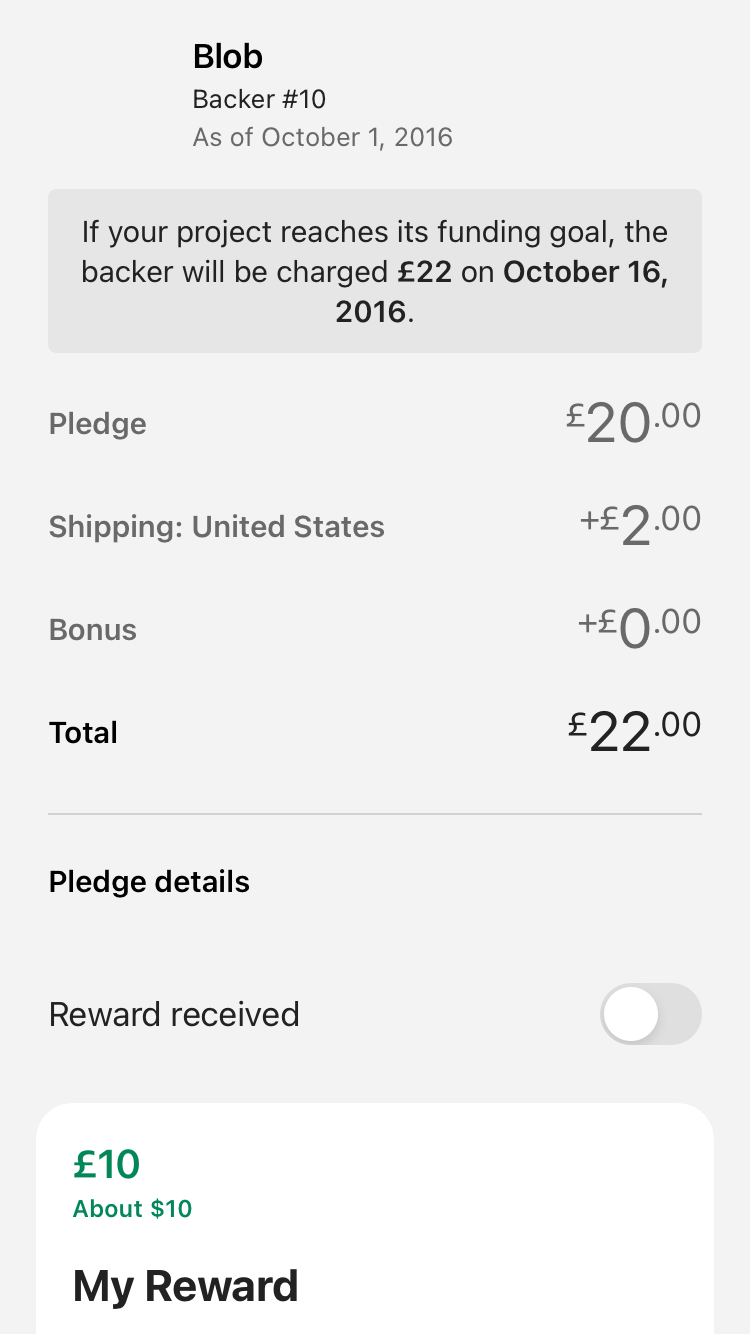 Blob
Backer #10
As of October 1, 2016
If your project reaches its funding goal, the
backer will be charged £22 on October 16,
2016.
Pledge £20.00
Shipping: United States +£2.00
Bonus +£0.00
Total £22.00
Pledge details
Reward received
£10
About $10
My Reward